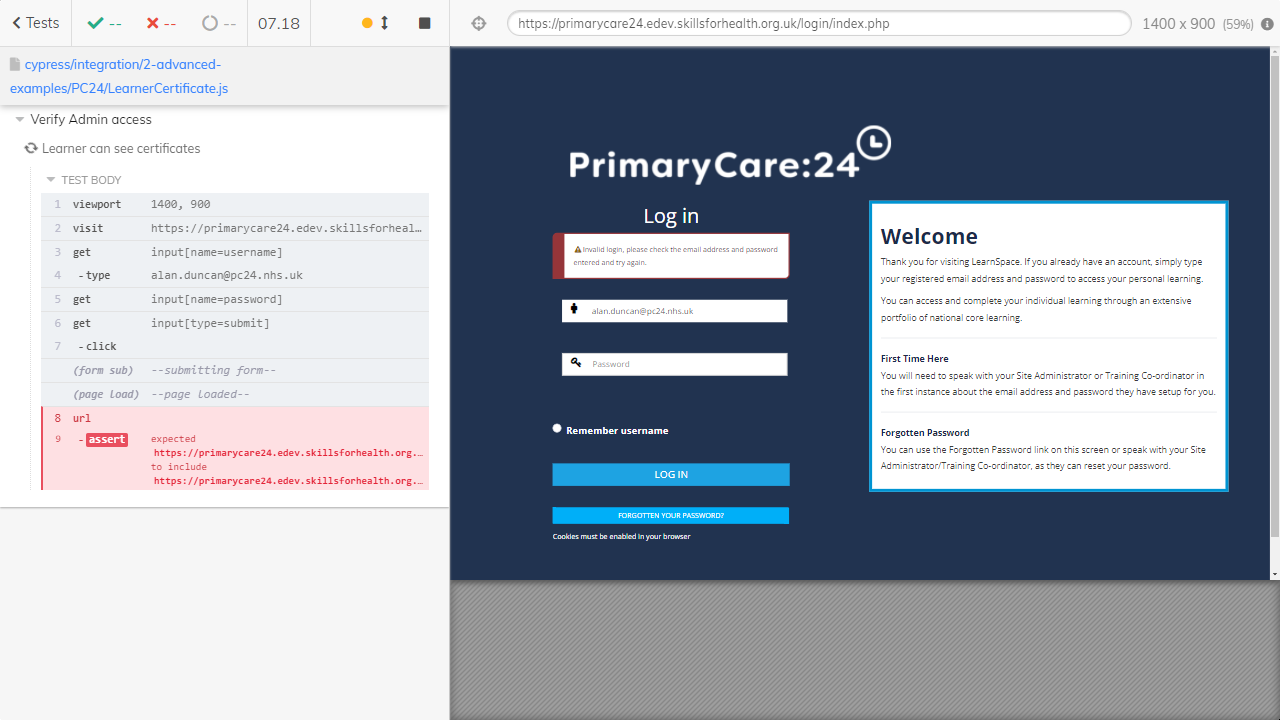 Tests
--
--
--
07.18
https://primarycare24.edev.skillsforhealth.org.uk/login/index.php
1400 x 900 (59%)
cypress/integration/2-advanced-
examples/PC24/LearnerCertificate.js
Verify Admin access
Learner can see certificates
TEST BODY
1 viewport 1400, 900
2 visit https://primarycare24.edev.skillsforheal…
3 get input[name=username]
4 -type alan.duncan@pc24.nhs.uk
5 get input[name=password]
6 get input[type=submit]
7 -click
(form sub) --submitting form--
(page load) --page loaded--
8 url
9 -assert expected
https://primarycare24.edev.skillsforhealth.org.…
to include
https://primarycare24.edev.skillsforhealth.org.…
PrimaryCare:24
Log in
Invalid login, please check the email address and password
entered and try again.
alan.duncan@pc24.nhs.uk
Password
Remember username
LOG IN
FORGOTTEN YOUR PASSWORD?
Cookies must be enabled in your browser
Welcome
Thank you for visiting LearnSpace. If you already have an account, simply type
your registered email address and password to access your personal learning.
You can access and complete your individual learning through an extensive
portfolio of national core learning.
First Time Here
You will need to speak with your Site Administrator or Training Co-ordinator in
the first instance about the email address and password they have setup for you.
Forgotten Password
You can use the Forgotten Password link on this screen or speak with your Site
Administrator/Training Co-ordinator, as they can reset your password.